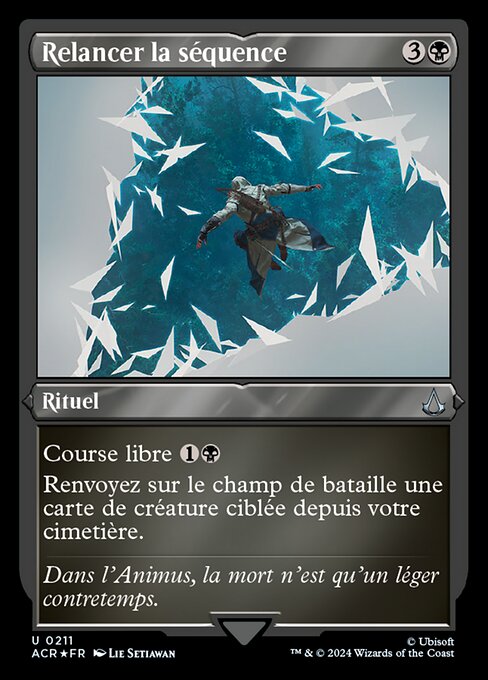 Relancer la séquence
3
Rituel
Course libre 1
Renvoyez sur le champ de bataille une
carte de créature ciblée depuis votre
cimetière.
Dans l'Animus, la mort n'est qu'un léger
contretemps.
U 0211
ACR★FR Lie Setiawan
© Ubisoft
™ & © 2024 Wizards of the Coast